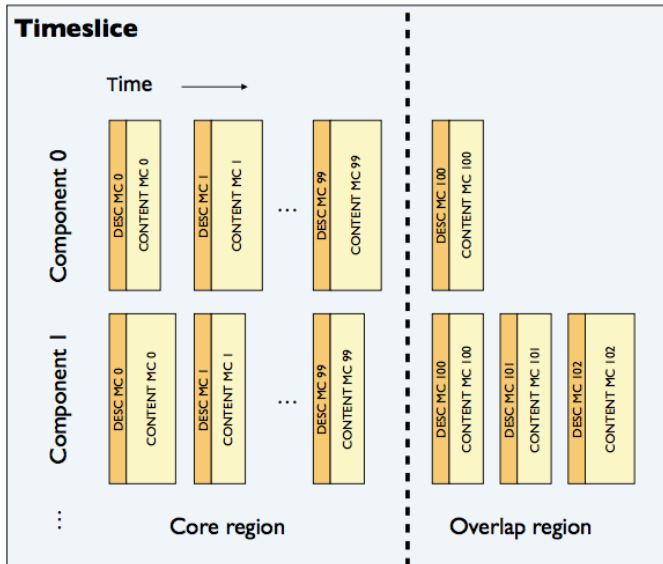 Timeslice
Time
Component 0
DESC MC 0
CONTENT MC 0
DESC MC 1
CONTENT MC 1
...
DESC MC 99
CONTENT MC 99
DESC MC 100
CONTENT MC 100
Component 1
DESC MC 0
CONTENT MC 0
DESC MC 1
CONTENT MC 1
...
DESC MC 99
CONTENT MC 99
DESC MC 100
CONTENT MC 100
DESC MC 101
CONTENT MC 101
DESC MC 102
CONTENT MC 102
...
Core region
Overlap region